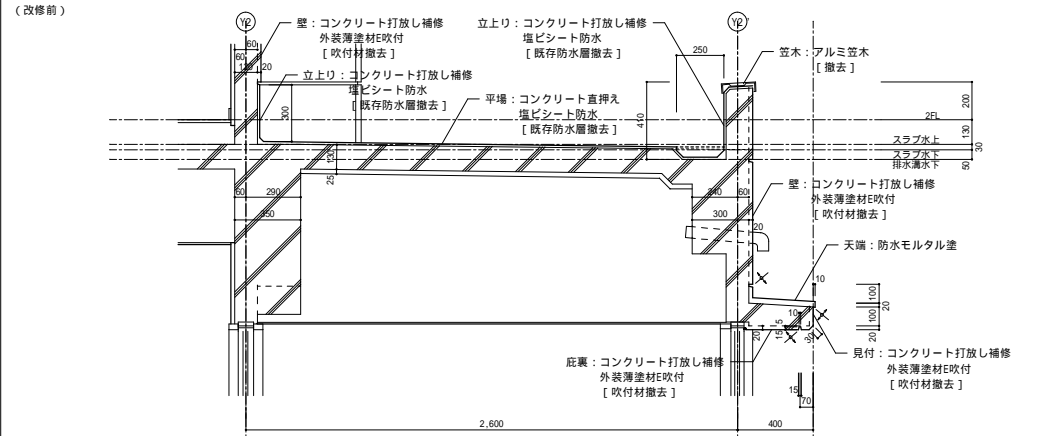 (改修前)
Y2
Y2'
壁：コンクリート打放し補修
外装薄塗材E吹付
[吹付材撤去]
立上り：コンクリート打放し補修
塩ビシート防水
[既存防水層撤去]
立上り：コンクリート打放し補修
塩ビシート防水
[既存防水層撤去]
平場：コンクリート直押え
塩ビシート防水
[既存防水層撤去]
笠木：アルミ笠木
[撤去]
60
60
120
20
300
250
410
200
2FL
130
スラブ水上
30
スラブ水下
排水溝水下
50
130
25
60
290
350
240
60
300
20
壁：コンクリート打放し補修
外装薄塗材E吹付
[吹付材撤去]
天端：防水モルタル塗
10
100
20
100
20
10
15
5
20
30
見付：コンクリート打放し補修
外装薄塗材E吹付
[吹付材撤去]
庇裏：コンクリート打放し補修
外装薄塗材E吹付
[吹付材撤去]
15
70
2,600
400